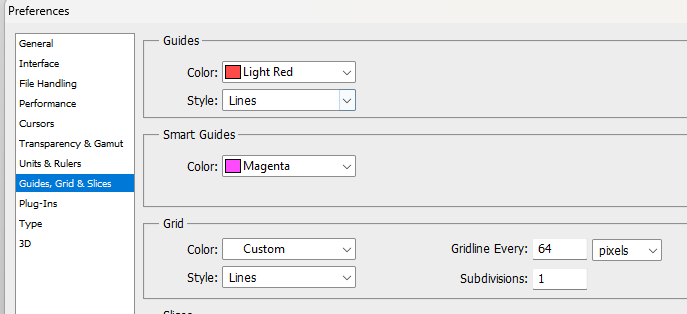 Preferences
General
Interface
File Handling
Performance
Cursors
Transparency & Gamut
Units & Rulers
Guides, Grid & Slices
Plug-Ins
Type
3D
Guides
Color: Light Red
Style: Lines
Smart Guides
Color: Magenta
Grid
Color: Custom
Gridline Every: 64 pixels
Style: Lines
Subdivisions: 1